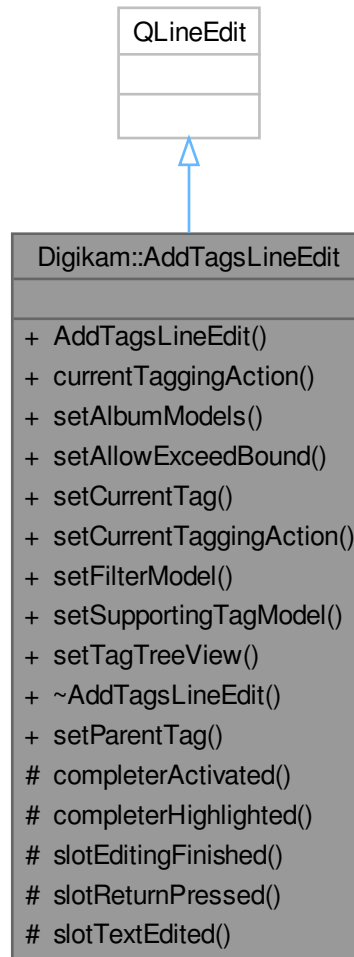 QLineEdit
Digikam::AddTagsLineEdit
+ AddTagsLineEdit()
+ currentTaggingAction()
+ setAlbumModels()
+ setAllowExceedBound()
+ setCurrentTag()
+ setCurrentTaggingAction()
+ setFilterModel()
+ setSupportingTagModel()
+ setTagTreeView()
+ ~AddTagsLineEdit()
+ setParentTag()
# completerActivated()
# completerHighlighted()
# slotEditingFinished()
# slotReturnPressed()
# slotTextEdited()